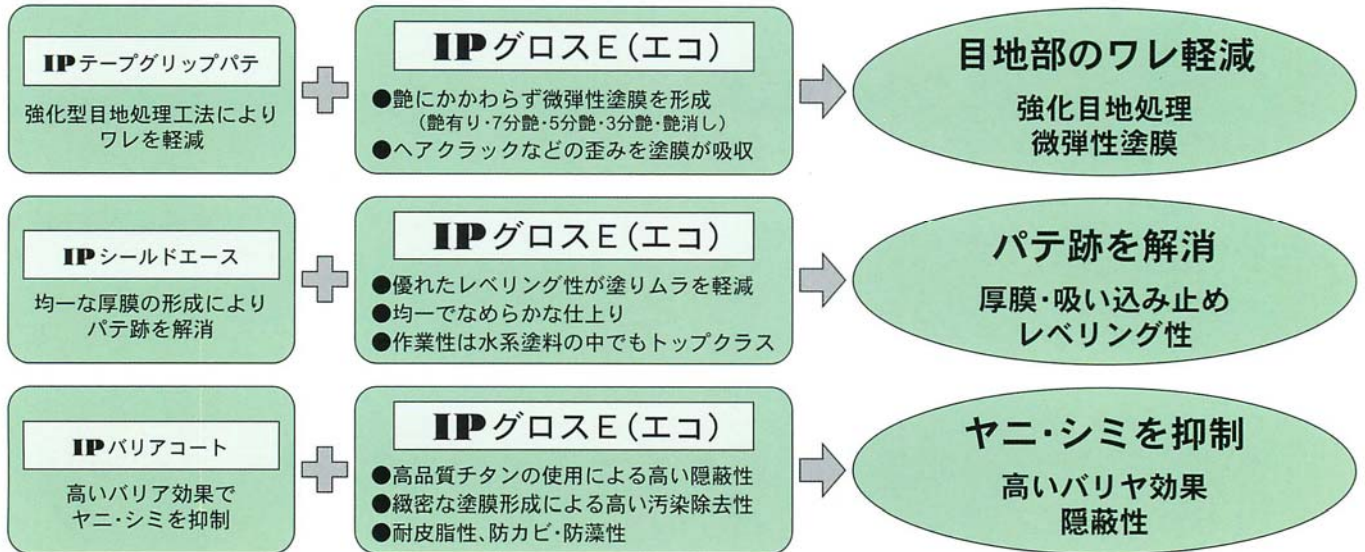 IPテープグリップパテ
強化型目地処理工法により
ワレを軽減
IPグロスE(エコ)
●艶にかかわらず微弾性塗膜を形成
(艶有り・7分艶・5分艶・3分艶・艶消し)
●ヘアクラックなどの歪みを塗膜が吸収
目地部のワレ軽減
強化目地処理
微弾性塗膜
IPシールドエース
均一な厚膜の形成により
パテ跡を解消
IPグロスE(エコ)
●優れたレベリング性が塗りムラを軽減
●均一でなめらかな仕上り
●作業性は水系塗料の中でもトップクラス
パテ跡を解消
厚膜・吸い込み止め
レベリング性
IPバリアコート
高いバリア効果で
ヤニ・シミを抑制
IPグロスE(エコ)
●高品質チタンの使用による高い隠蔽性
●緻密な塗膜形成による高い汚染除去性
●耐皮脂性、防カビ・防藻性
ヤニ・シミを抑制
高いバリヤ効果
隠蔽性